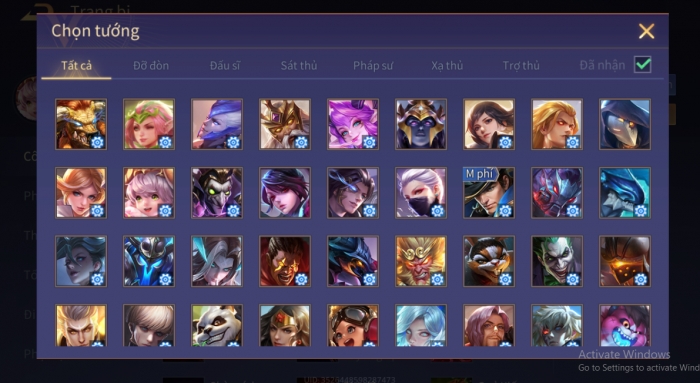 Trang bị
Chọn tướng
Tất cả
Đỡ đòn
Đấu sĩ
Sát thủ
Pháp sư
Xạ thủ
Trợ thủ
Đã nhận
M phí
Activate Windows
Go to Settings to activate Wind